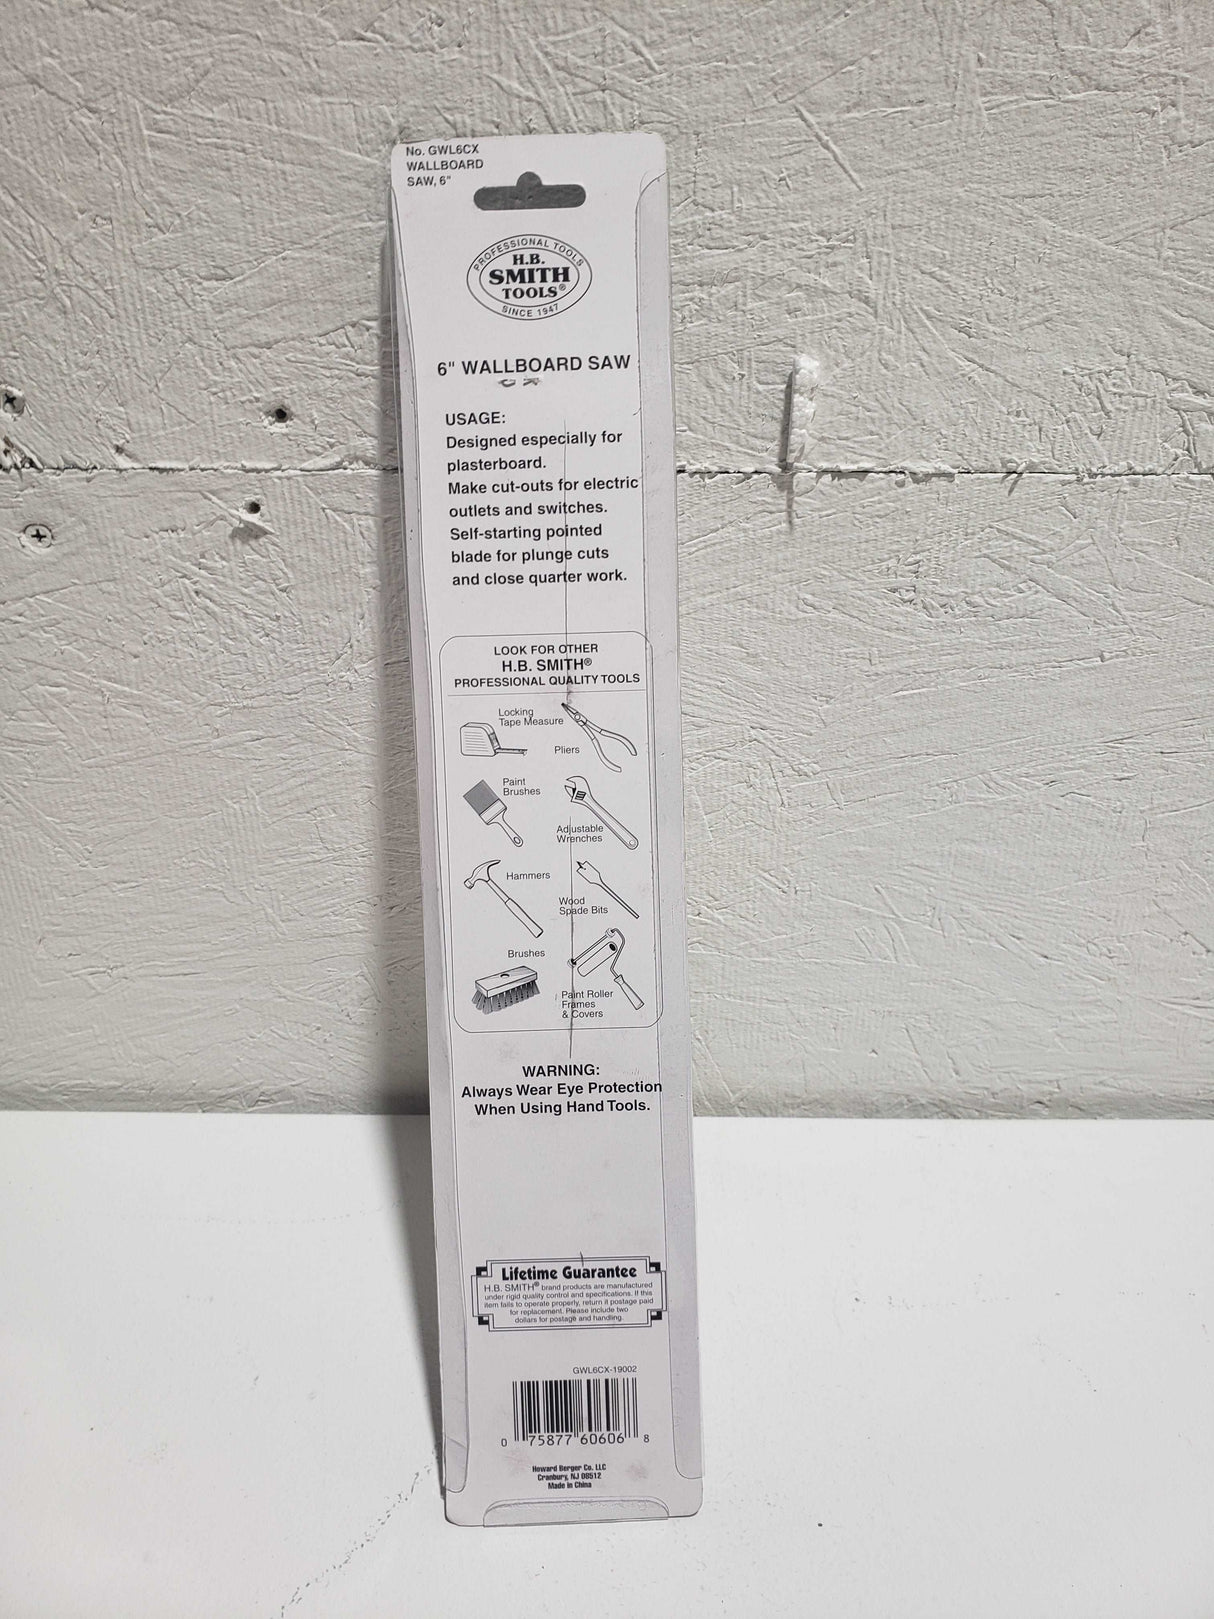 No. GWL6CX
WALLBOARD
SAW, 6"
PROFESSIONAL TOOLS
H.B.
SMITH
TOOLS®
SINCE 1947
6" WALLBOARD SAW
USAGE:
Designed especially for
plasterboard.
Make cut-outs for electric
outlets and switches.
Self-starting pointed
blade for plunge cuts
and close quarter work.
LOOK FOR OTHER
H.B. SMITH®
PROFESSIONAL QUALITY TOOLS
Locking
Tape Measure
Pliers
Paint
Brushes
Adjustable
Wrenches
Hammers
Wood
Spade Bits
Brushes
Paint Roller
Frames
& Covers
WARNING:
Always Wear Eye Protection
When Using Hand Tools.
Lifetime Guarantee
H.B. SMITH® brand products are manufactured
under rigid quality control and specifications. If this
item fails to operate properly, return it postage paid
for replacement. Please include two
dollars for postage and handling.
GWL6CX-19002
0 75877 60606 8
Howard Berger Co. LLC
Cranbury, NJ 08512
Made in China